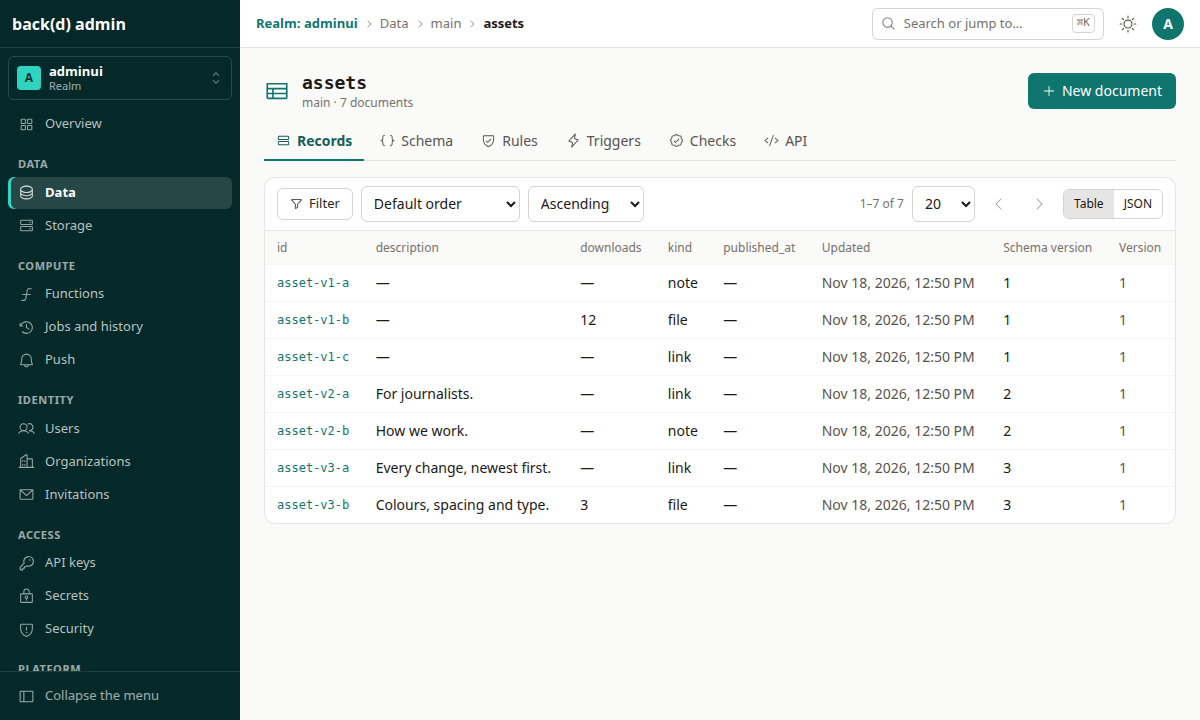 back(d) admin
Realm: adminui > Data > main > assets
Search or jump to… ⌘K
A
A adminui
Realm
Overview
DATA
Data
Storage
COMPUTE
Functions
Jobs and history
Push
IDENTITY
Users
Organizations
Invitations
ACCESS
API keys
Secrets
Security
PLATFORM
Collapse the menu
assets
main · 7 documents
+ New document
Records { } Schema Rules Triggers Checks </> API
Filter Default order Ascending 1–7 of 7 20 Table JSON
id description downloads kind published_at Updated Schema version Version
asset-v1-a — — note — Nov 18, 2026, 12:50 PM 1 1
asset-v1-b — 12 file — Nov 18, 2026, 12:50 PM 1 1
asset-v1-c — — link — Nov 18, 2026, 12:50 PM 1 1
asset-v2-a For journalists. — link — Nov 18, 2026, 12:50 PM 2 1
asset-v2-b How we work. — note — Nov 18, 2026, 12:50 PM 2 1
asset-v3-a Every change, newest first. — link — Nov 18, 2026, 12:50 PM 3 1
asset-v3-b Colours, spacing and type. 3 file — Nov 18, 2026, 12:50 PM 3 1